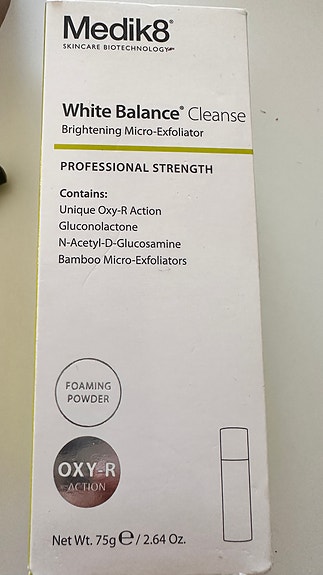 Medik8®
SKINCARE BIOTECHNOLOGY
White Balance® Cleanse
Brightening Micro-Exfoliator
PROFESSIONAL STRENGTH
Contains:
Unique Oxy-R Action
Gluconolactone
N-Acetyl-D-Glucosamine
Bamboo Micro-Exfoliators
FOAMING
POWDER
OXY-R
ACTION
Net Wt. 75g ℮ / 2.64 Oz.